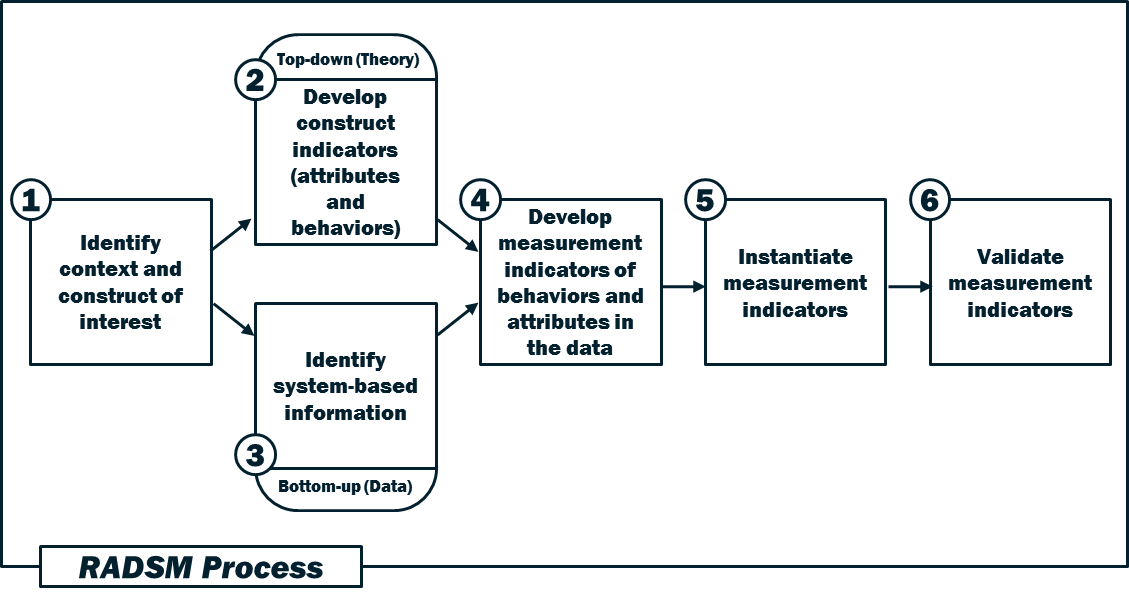 1
Identify
context and
construct of
interest
2
Top-down (Theory)
Develop
construct
indicators
(attributes
and
behaviors)
Identify
system-based
information
3
Bottom-up (Data)
4
Develop
measurement
indicators of
behaviors and
attributes in
the data
5
Instantiate
measurement
indicators
6
Validate
measurement
indicators
RADSM Process